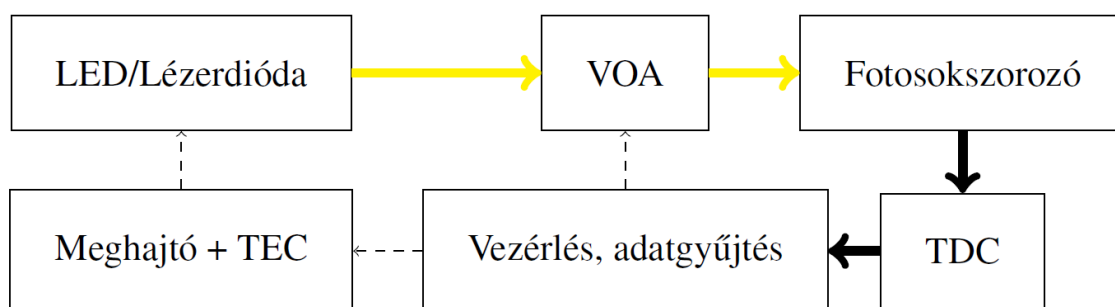 LED/Lézerdióda
VOA
Fotosokszorozó
Meghajtó + TEC
Vezérlés, adatgyűjtés
TDC